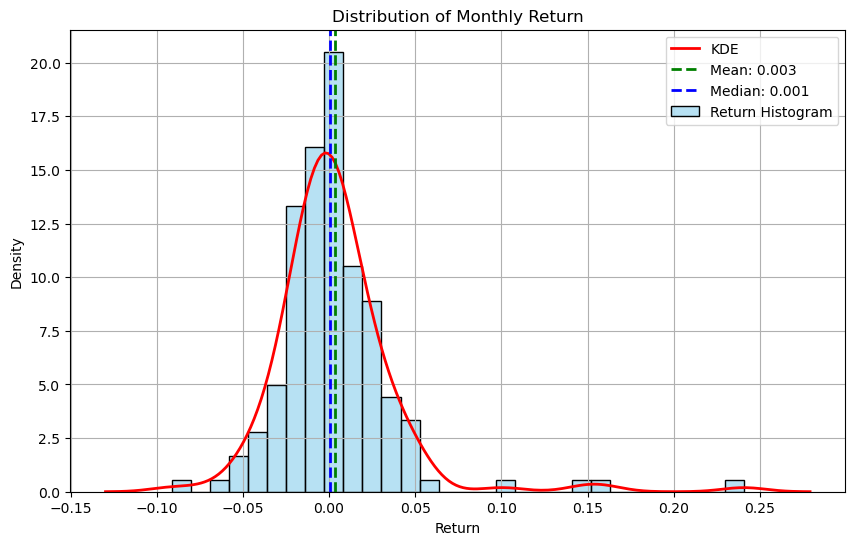 Distribution of Monthly Return
KDE
Mean: 0.003
Median: 0.001
Return Histogram
20.0
17.5
15.0
12.5
10.0
7.5
5.0
2.5
0.0
Density
−0.15
−0.10
−0.05
0.00
0.05
0.10
0.15
0.20
0.25
Return